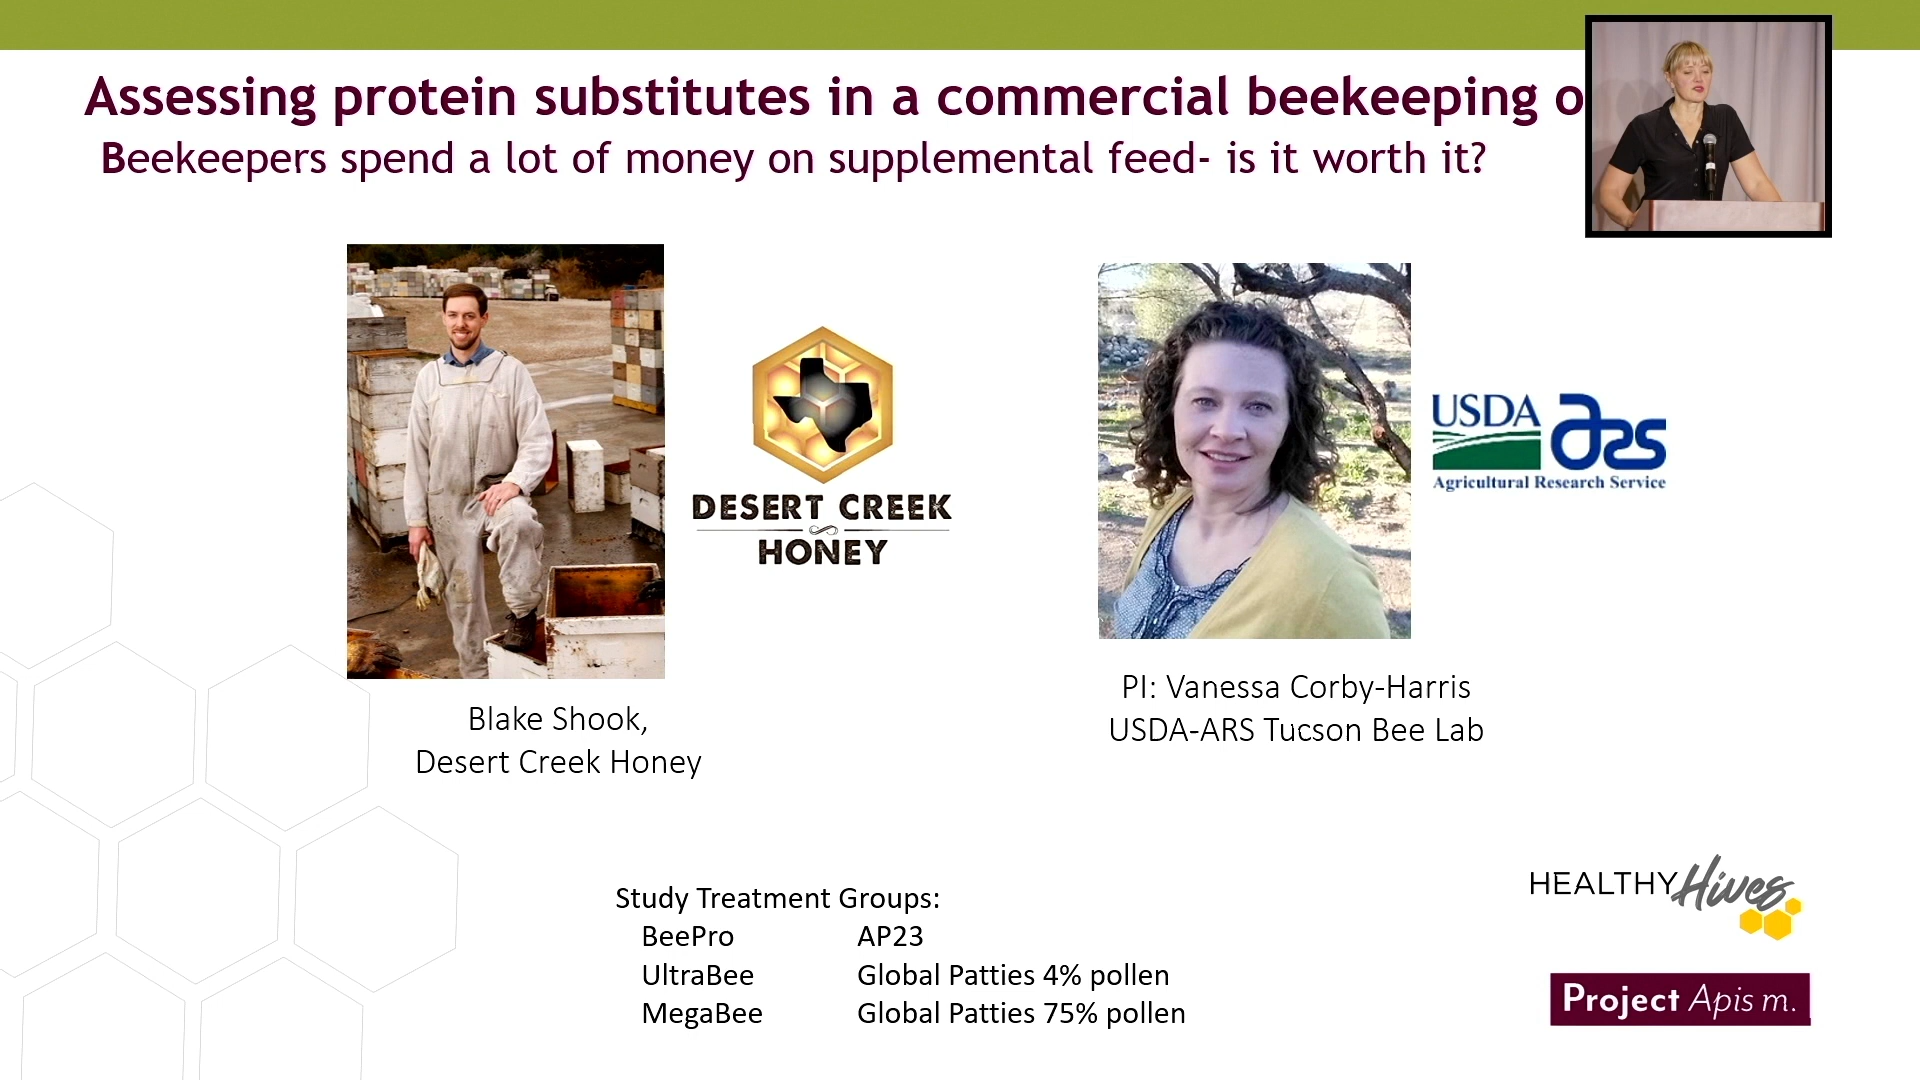 Assessing protein substitutes in a commercial beekeeping o
Beekeepers spend a lot of money on supplemental feed- is it worth it?
DESERT CREEK
HONEY
USDA ars
Agricultural Research Service
Blake Shook,
Desert Creek Honey
PI: Vanessa Corby-Harris
USDA-ARS Tucson Bee Lab
Study Treatment Groups:
BeePro AP23
UltraBee Global Patties 4% pollen
MegaBee Global Patties 75% pollen
HEALTHY Hives
Project Apis m.